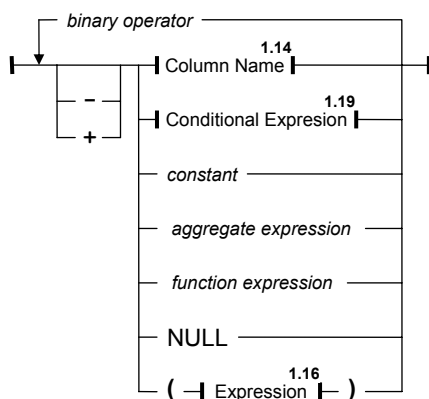 binary operator
1.14
Column Name
-
1.19
+
Conditional Expresion
constant
aggregate expression
function expression
NULL
1.16
( Expression )